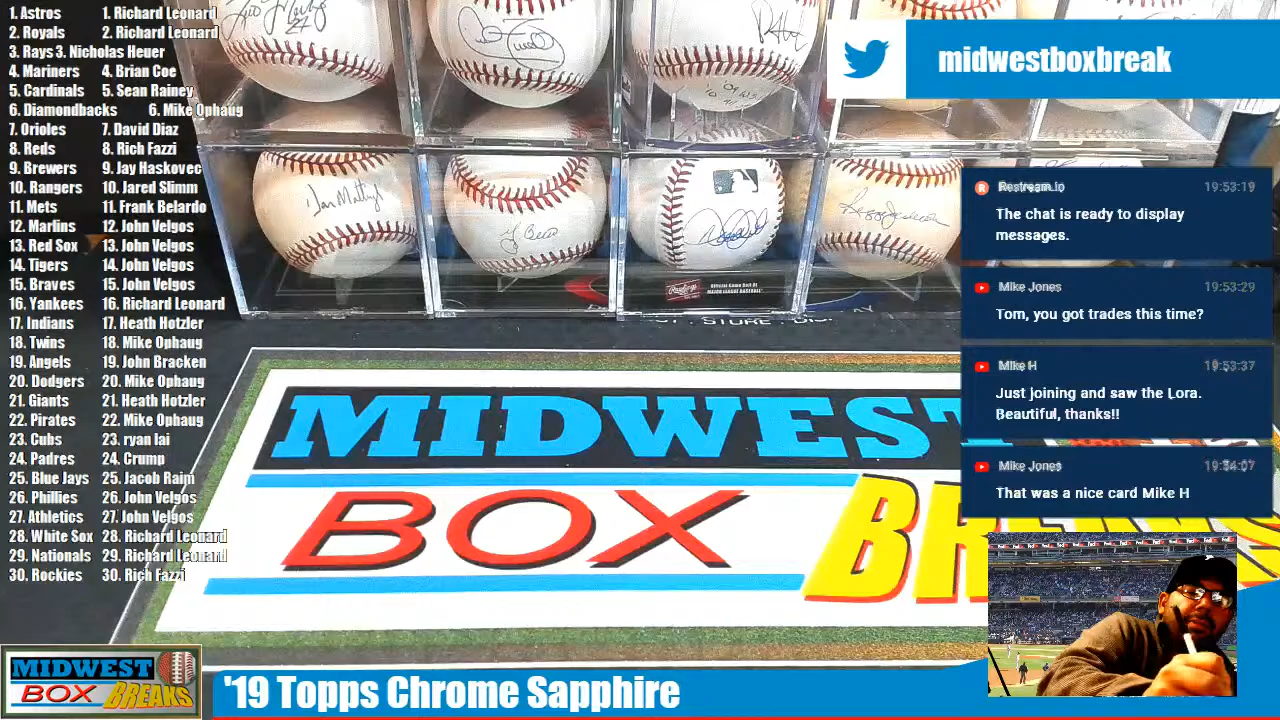 1. Astros 1. Richard Leonard
2. Royals 2. Richard Leonard
3. Rays 3. Nicholas Heuer
4. Mariners 4. Brian Coe
5. Cardinals 5. Sean Rainey
6. Diamondbacks 6. Mike Ophaug
7. Orioles 7. David Diaz
8. Reds 8. Rich Fazzi
9. Brewers 9. Jay Haskovec
10. Rangers 10. Jared Slimm
11. Mets 11. Frank Belardo
12. Marlins 12. John Velgos
13. Red Sox 13. John Velgos
14. Tigers 14. John Velgos
15. Braves 15. John Velgos
16. Yankees 16. Richard Leonard
17. Indians 17. Heath Hotzler
18. Twins 18. Mike Ophaug
19. Angels 19. John Bracken
20. Dodgers 20. Mike Ophaug
21. Giants 21. Heath Hotzler
22. Pirates 22. Mike Ophaug
23. Cubs 23. ryan lai
24. Padres 24. Crump
25. Blue Jays 25. Jacob Rajm
26. Phillies 26. John Velgos
27. Athletics 27. John Velgos
28. White Sox 28. Richard Leonard
29. Nationals 29. Richard Leonard
30. Rockies 30. Rich Fazzi
midwestboxbreak
Restream.io 19:53:19
The chat is ready to display
messages.
Mike Jones 19:53:29
Tom, you got trades this time?
Mike H 19:53:37
Just joining and saw the Lora.
Beautiful, thanks!!
Mike Jones 19:54:07
That was a nice card Mike H
Rawlings
MIDWEST
BOX
MIDWEST
BOX BREAKS
'19 Topps Chrome Sapphire